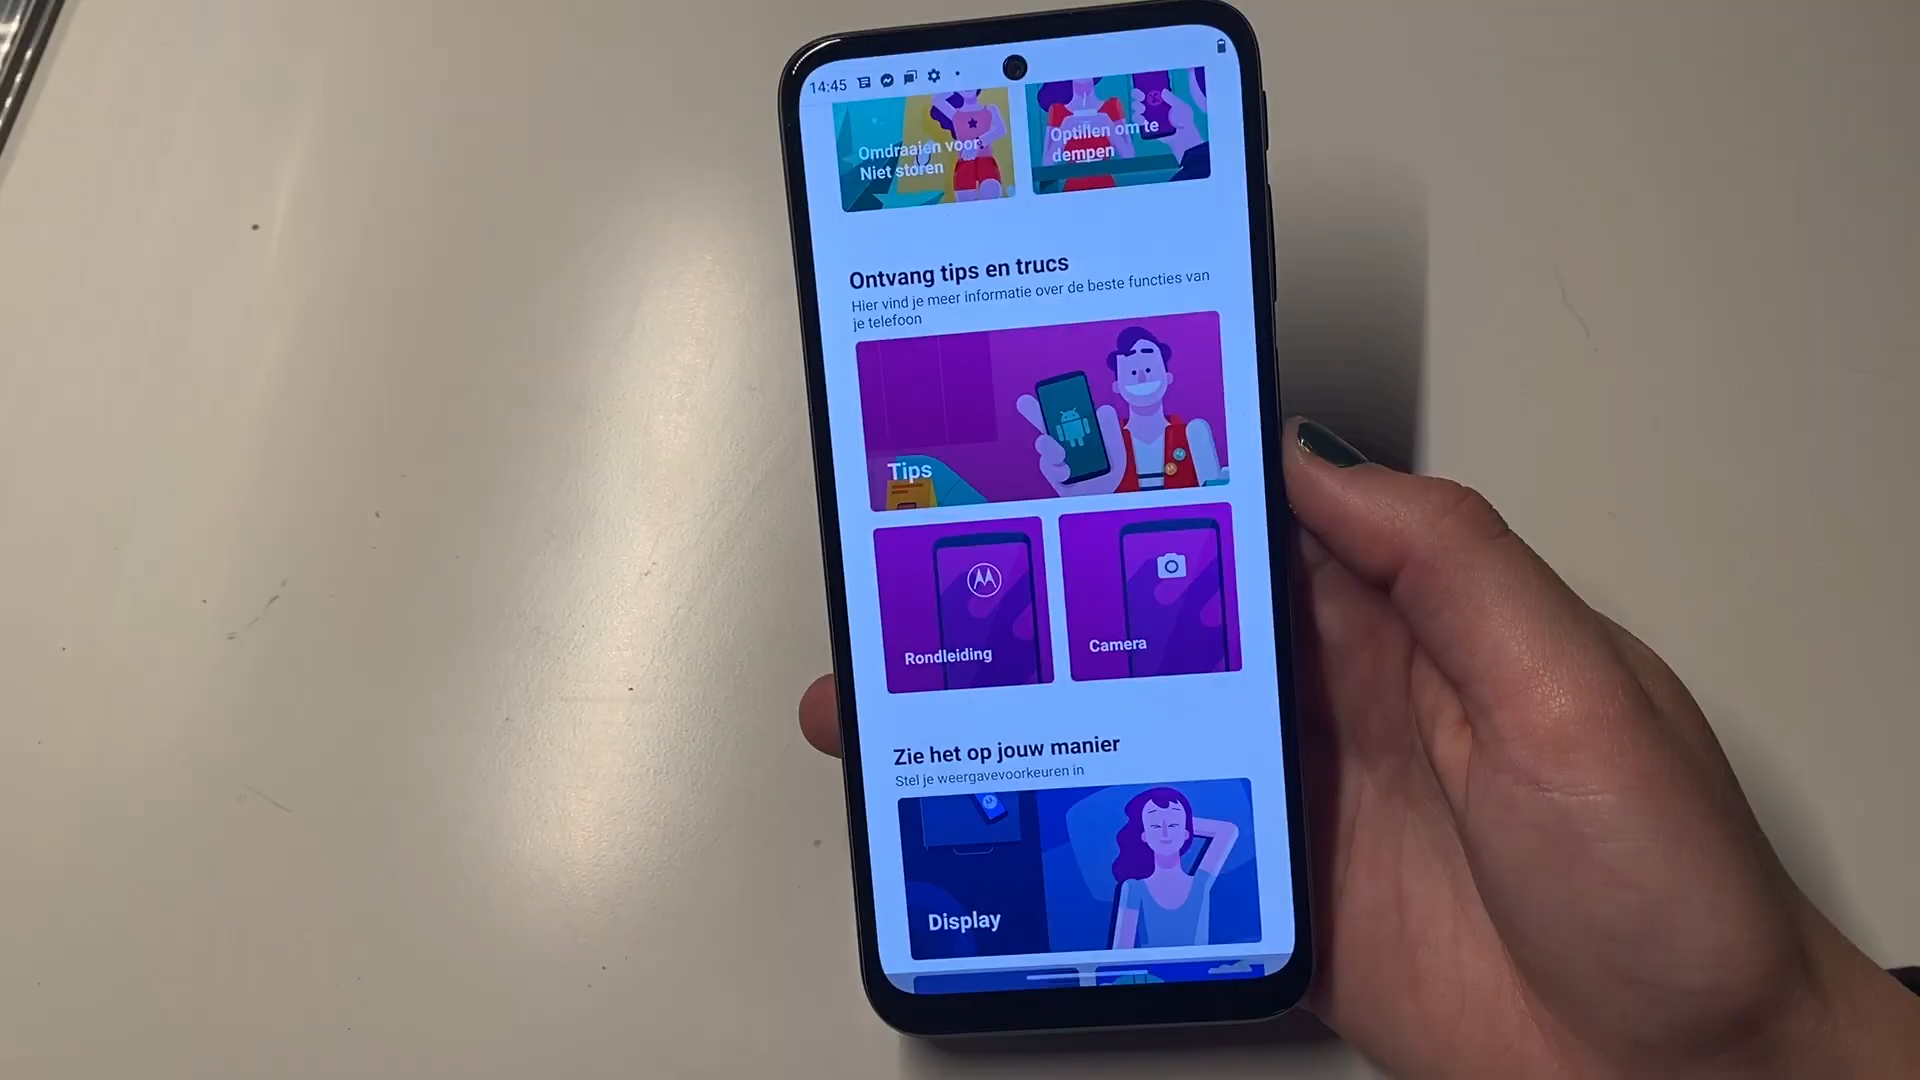 14:45
Omdraaien voor
Niet storen
Optillen om te
dempen
Ontvang tips en trucs
Hier vind je meer informatie over de beste functies van
je telefoon
Tips
Rondleiding
Camera
Zie het op jouw manier
Stel je weergavevoorkeuren in
Display